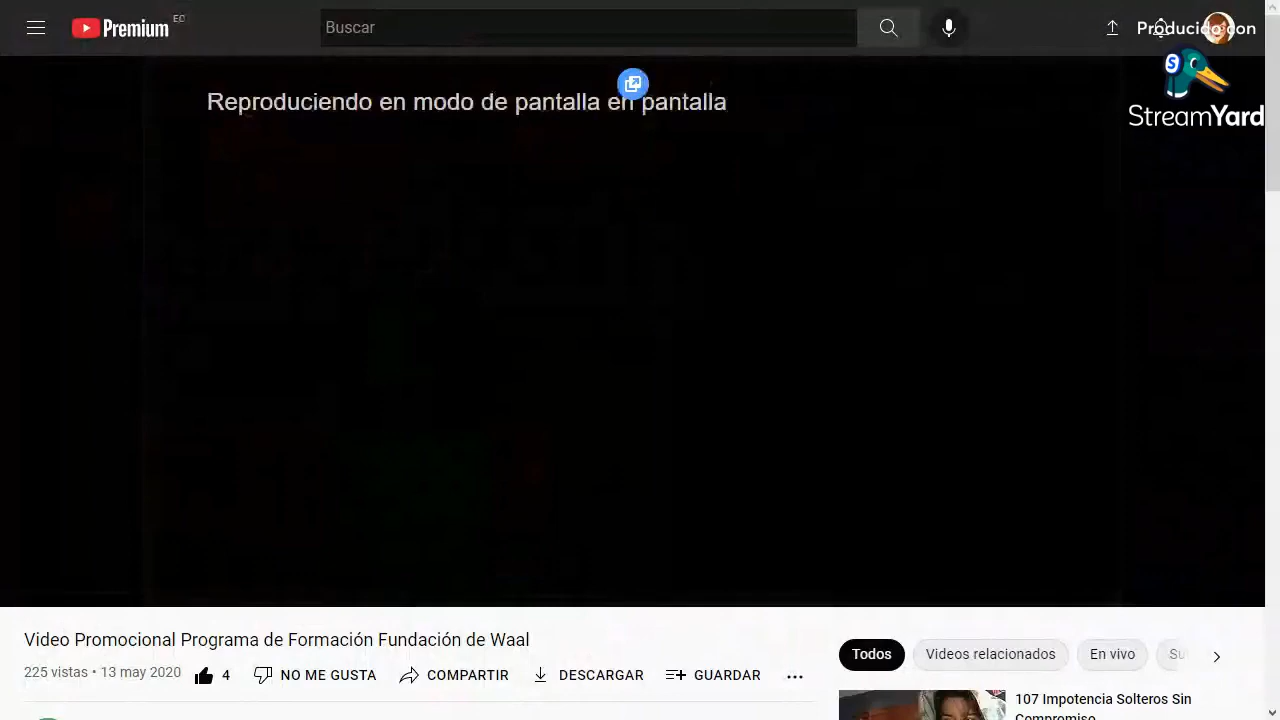 Premium
EC
Buscar
Producido con
StreamYard
Reproduciendo en modo de pantalla en pantalla
Video Promocional Programa de Formación Fundación de Waal
225 vistas • 13 may 2020
4
NO ME GUSTA
COMPARTIR
DESCARGAR
GUARDAR
Todos
Videos relacionados
En vivo
107 Impotencia Solteros Sin
Compromiso